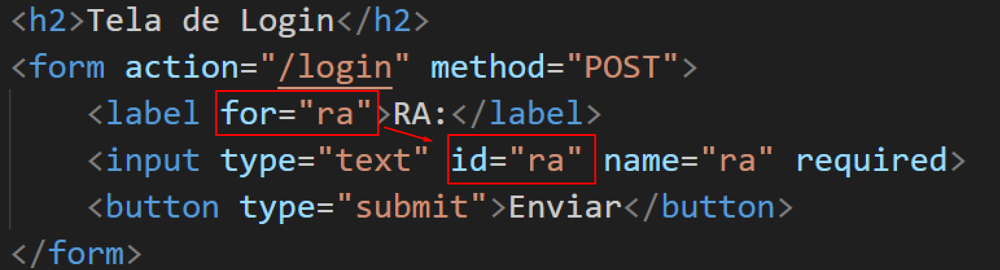 <h2>Tela de Login</h2>
<form action="/login" method="POST">
<label for="ra">RA:</label>
<input type="text" id="ra" name="ra" required>
<button type="submit">Enviar</button>
</form>